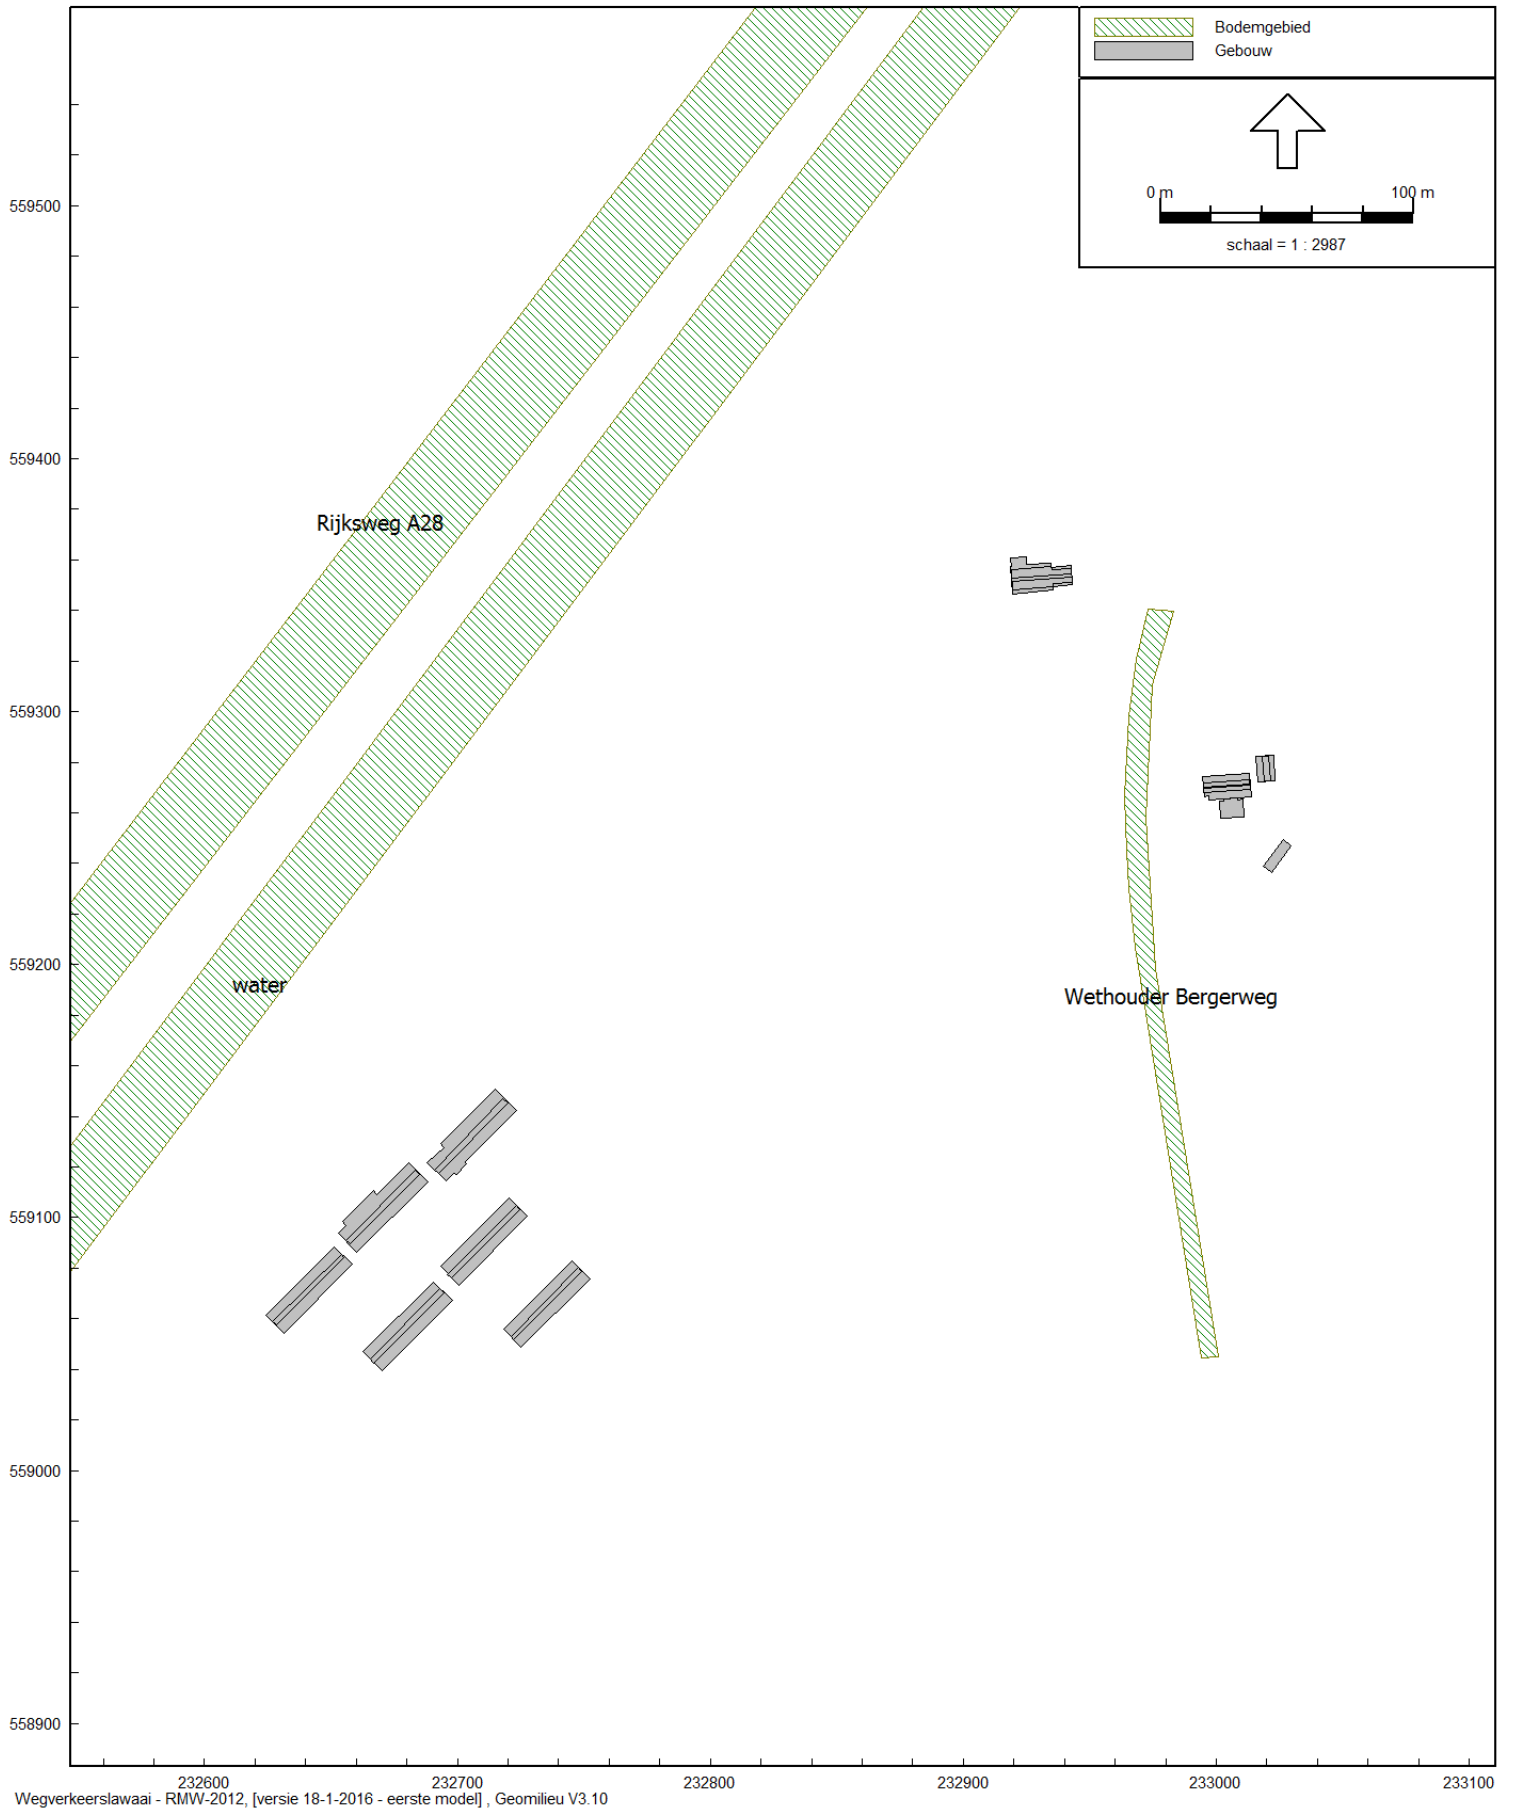 Bodemgebied
Gebouw
0 m 100 m
schaal = 1 : 2987
559500
559400
Rijksweg A28
559300
559200
water
Wethouder Bergerweg
559100
559000
558900
232600 232700 232800 232900 233000 233100
Wegverkeerslawaai - RMW-2012, [versie 18-1-2016 - eerste model] , Geomilieu V3.10